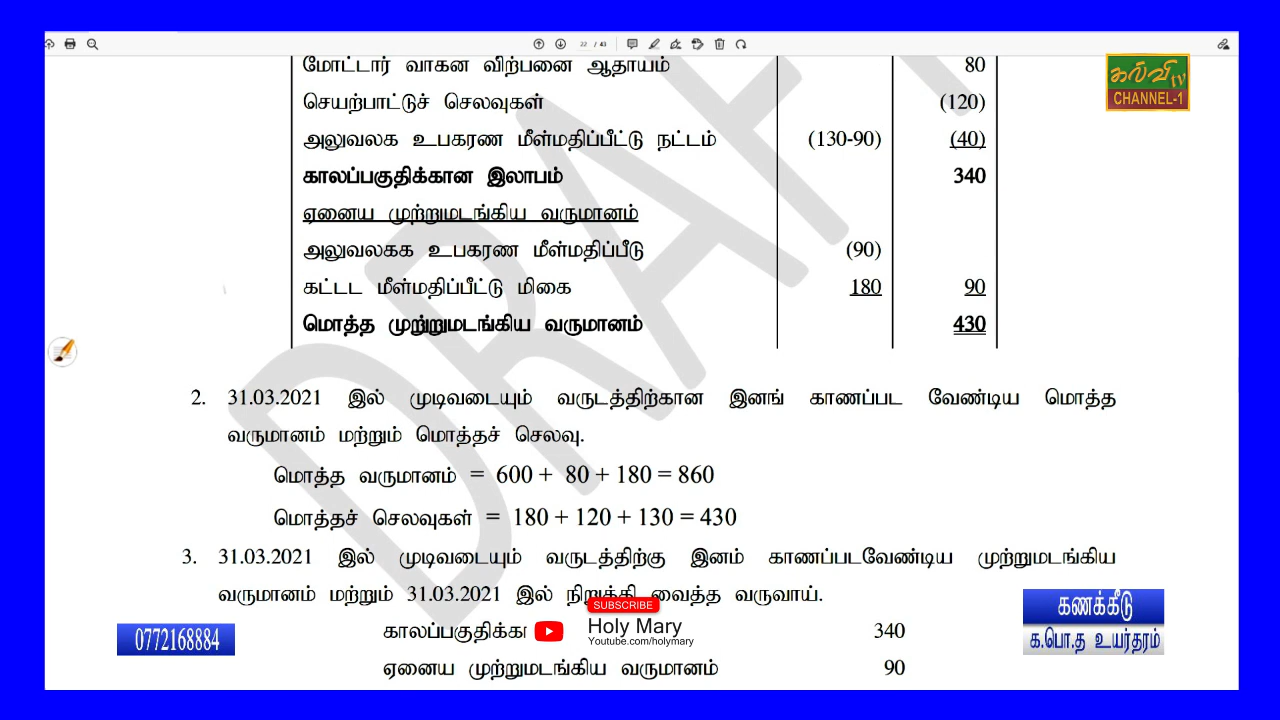 22 / 43
மோட்டார் வாகன விற்பனை ஆதாயம் 80
செயற்பாட்டுச் செலவுகள் (120)
அலுவலக உபகரண மீள்மதிப்பீட்டு நட்டம் (130-90) (40)
காலப்பகுதிக்கான இலாபம் 340
ஏனைய முற்றுமடங்கிய வருமானம்
அலுவலகக உபகரண மீள்மதிப்பீடு (90)
கட்டட மீள்மதிப்பீட்டு மிகை 180 90
மொத்த முற்றுமடங்கிய வருமானம் 430
2. 31.03.2021 இல் முடிவடையும் வருடத்திற்கான இனங் காணப்பட வேண்டிய மொத்த
வருமானம் மற்றும் மொத்தச் செலவு.
மொத்த வருமானம் = 600 + 80 + 180 = 860
மொத்தச் செலவுகள் = 180 + 120 + 130 = 430
3. 31.03.2021 இல் முடிவடையும் வருடத்திற்கு இனம் காணப்படவேண்டிய முற்றுமடங்கிய
வருமானம் மற்றும் 31.03.2021 இல் நிறுத்தி வைத்த வருவாய்.
காலப்பகுதிக்கா 340
ஏனைய முற்றுமடங்கிய வருமானம் 90
DRAFT
கல்வி TV
CHANNEL-1
SUBSCRIBE
Holy Mary
Youtube.com/holymary
0772168884
கணக்கீடு
க.பொ.த உயர்தரம்